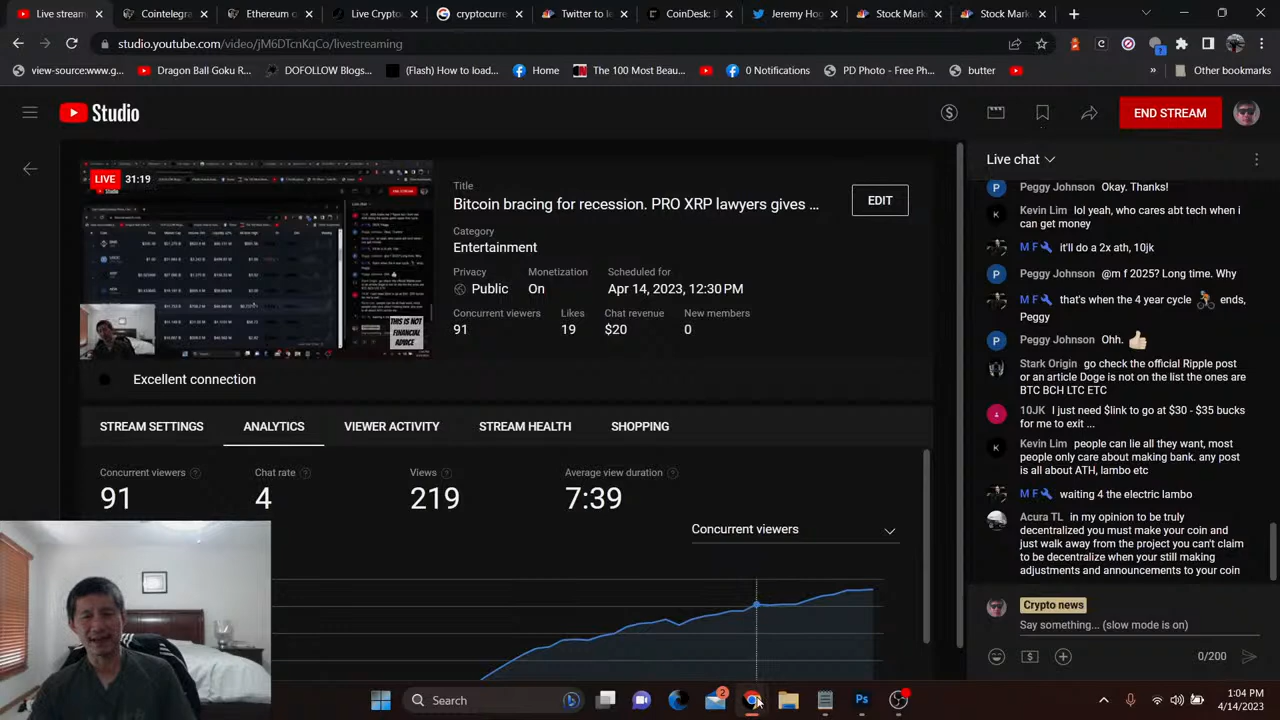 Live strean
Cointelegra
Ethereum c
Live Crypto
cryptocurre
Twitter to le
CoinDesk: B
Jeremy Hog
Stock Mark
Stock Mark
studio.youtube.com/video/jM6DTcnKqCo/livestreaming
view-source:www.g...
Dragon Ball Goku R...
DOFOLLOW Blogs...
(Flash) How to load...
Home
The 100 Most Beau...
0 Notifications
D Photo - Free Ph...
butter
»
Other bookmarks
Studio
END STREAM
LIVE 31:19
THIS IS NOT
FINANCIAL
ADVICE
Title
Bitcoin bracing for recession. PRO XRP lawyers gives ...
EDIT
Category
Entertainment
Privacy
Monetization
Scheduled for
Public
On
Apr 14, 2023, 12:30 PM
Concurrent viewers
Likes
Chat revenue
New members
91
19
$20
0
Excellent connection
STREAM SETTINGS
ANALYTICS
VIEWER ACTIVITY
STREAM HEALTH
SHOPPING
Concurrent viewers
Chat rate
Views
Average view duration
91
4
219
7:39
Concurrent viewers
Live chat
Peggy Johnson Okay. Thanks!
Kevin Lim lol yeah, who cares abt tech with
M F it'll do a 2x ath, 10jk
Peggy Johnson
2025? Long time. Why
M F that's when the 4 year cycle
Peggy
Peggy Johnson Ohh.
Stark Origin go check the official Ripple post
or an article Doge is not on the list the ones are
BTC BCH LTC ETC
10JK I just need $link to go at $30 - $35 bucks
for me to exit ...
Kevin Lim people can lie all they want, most
people only care about making bank. any post
is all about ATH, lambo etc
M F waiting 4 the electric lambo
Acura TL in my opinion to be truly
decentralized you must make your coin and
just walk away from the project you can't claim
to be decentralize when your still making
adjustments and announcements to your coin
Crypto news
Say something... (slow mode is on)
0/200
Search
2
Ps
1:04 PM
4/14/2023